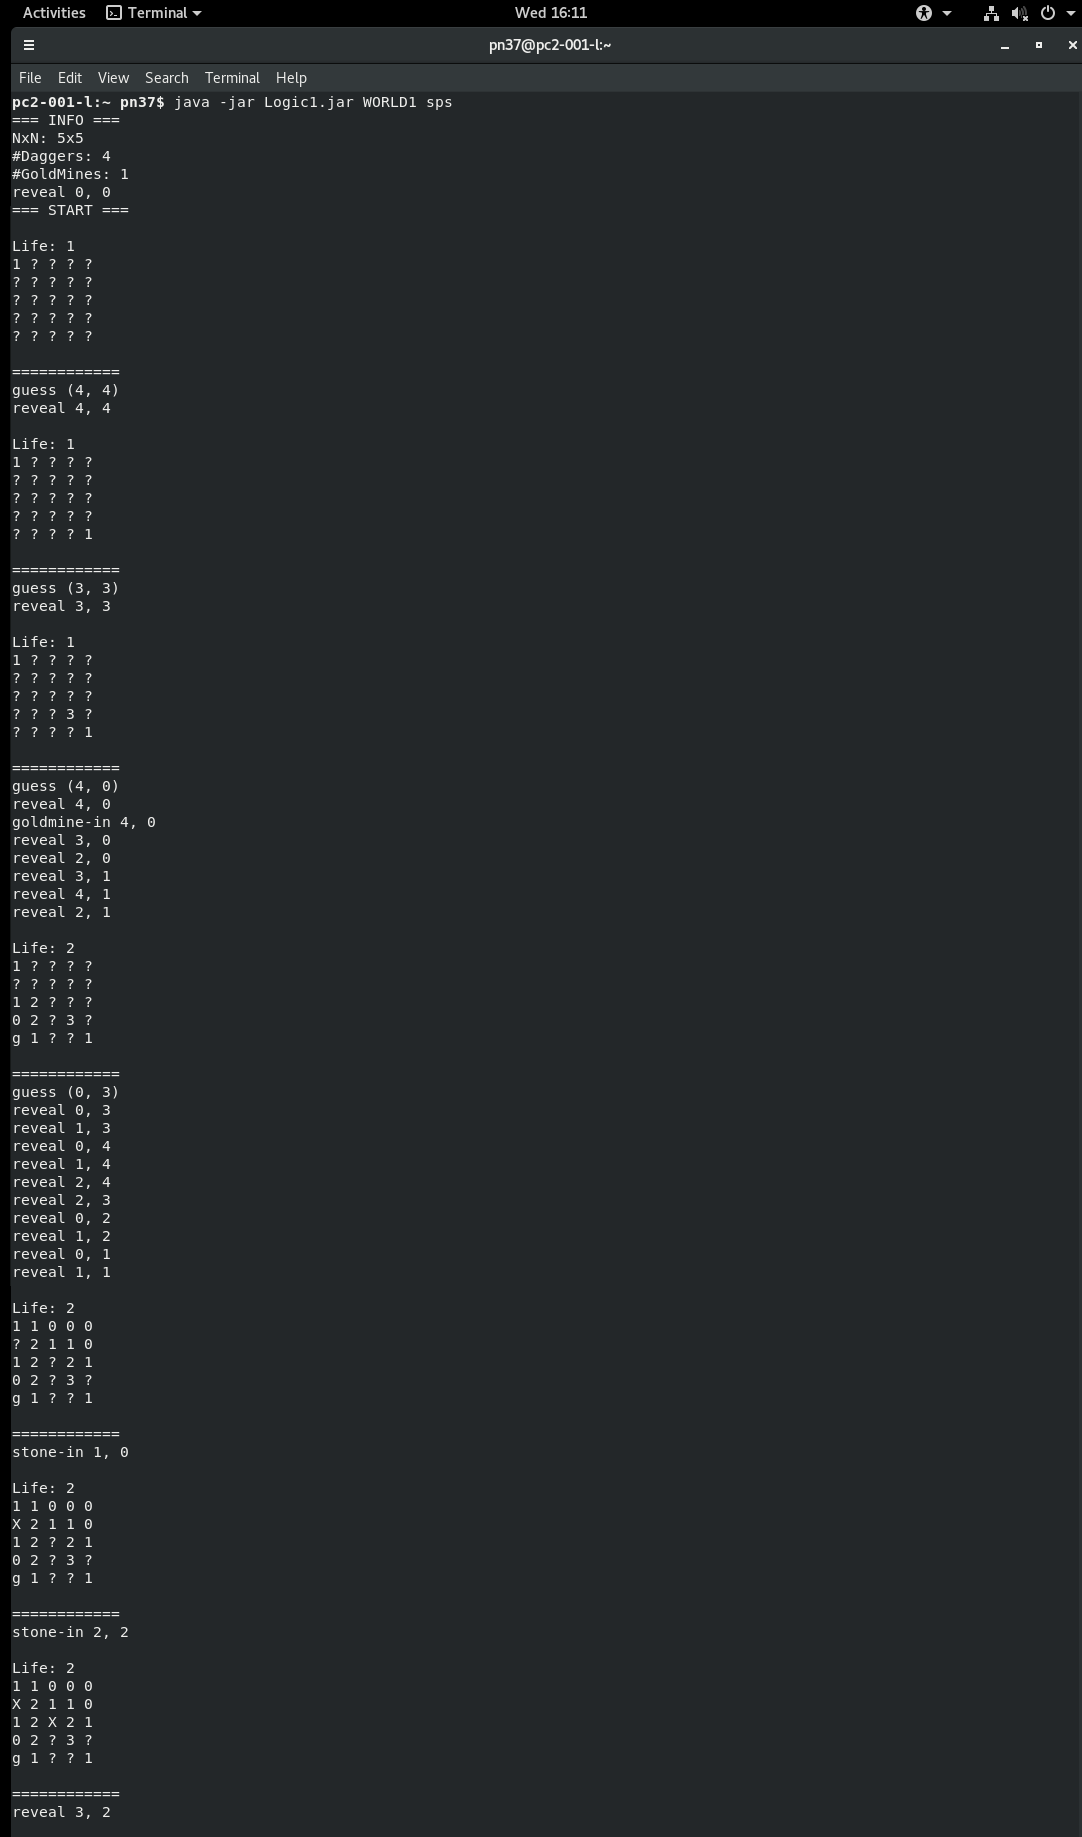 Activities Terminal Wed 16:11
pn37@pc2-001-l:~
File Edit View Search Terminal Help
pc2-001-l:~ pn37$ java -jar Logic1.jar WORLD1 sps
=== INFO ===
NxN: 5x5
#Daggers: 4
#GoldMines: 1
reveal 0, 0
=== START ===

Life: 1
1 ? ? ? ?
? ? ? ? ?
? ? ? ? ?
? ? ? ? ?
? ? ? ? ?

============
guess (4, 4)
reveal 4, 4

Life: 1
1 ? ? ? ?
? ? ? ? ?
? ? ? ? ?
? ? ? ? ?
? ? ? ? 1

============
guess (3, 3)
reveal 3, 3

Life: 1
1 ? ? ? ?
? ? ? ? ?
? ? ? ? ?
? ? ? 3 ?
? ? ? ? 1

============
guess (4, 0)
reveal 4, 0
goldmine-in 4, 0
reveal 3, 0
reveal 2, 0
reveal 3, 1
reveal 4, 1
reveal 2, 1

Life: 2
1 ? ? ? ?
? ? ? ? ?
1 2 ? ? ?
0 2 ? 3 ?
g 1 ? ? 1

============
guess (0, 3)
reveal 0, 3
reveal 1, 3
reveal 0, 4
reveal 1, 4
reveal 2, 4
reveal 2, 3
reveal 0, 2
reveal 1, 2
reveal 0, 1
reveal 1, 1

Life: 2
1 1 0 0 0
? 2 1 1 0
1 2 ? 2 1
0 2 ? 3 ?
g 1 ? ? 1

============
stone-in 1, 0

Life: 2
1 1 0 0 0
X 2 1 1 0
1 2 ? 2 1
0 2 ? 3 ?
g 1 ? ? 1

============
stone-in 2, 2

Life: 2
1 1 0 0 0
X 2 1 1 0
1 2 X 2 1
0 2 ? 3 ?
g 1 ? ? 1

============
reveal 3, 2